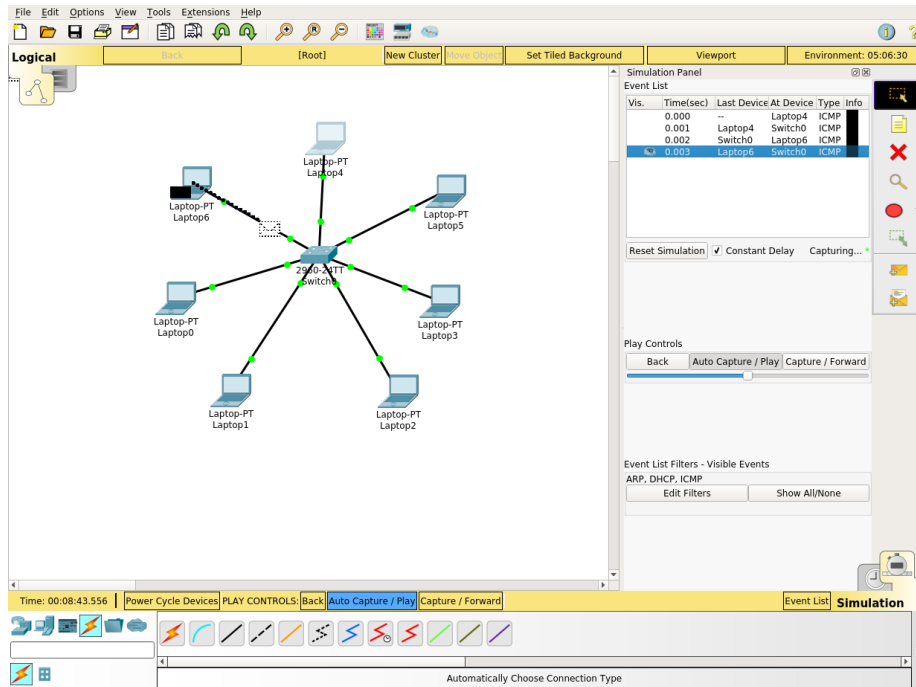 File Edit Options View Tools Extensions Help
Logical Back [Root] New Cluster Move Object Set Tiled Background Viewport Environment: 05:06:30
Laptop-PT
Laptop4
Laptop-PT
Laptop6
Laptop-PT
Laptop5
2960-24TT
Switch0
Laptop-PT
Laptop0
Laptop-PT
Laptop3
Laptop-PT
Laptop1
Laptop-PT
Laptop2
Simulation Panel
Event List
Vis. Time(sec) Last Device At Device Type Info
0.000 -- Laptop4 ICMP
0.001 Laptop4 Switch0 ICMP
0.002 Switch0 Laptop6 ICMP
0.003 Laptop6 Switch0 ICMP
Reset Simulation Constant Delay Capturing...
Play Controls
Back Auto Capture / Play Capture / Forward
Event List Filters - Visible Events
ARP, DHCP, ICMP
Edit Filters Show All/None
Time: 00:08:43.556 Power Cycle Devices PLAY CONTROLS: Back Auto Capture / Play Capture / Forward Event List Simulation
Automatically Choose Connection Type